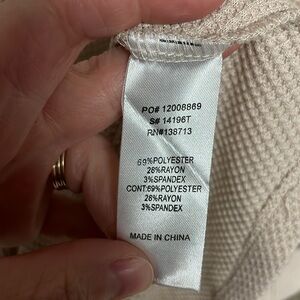 PO# 12008869
S# 14196T
RN#138713
69%POLYESTER
28%RAYON
3%SPANDEX
CONT:69%POLYESTER
28%RAYON
3%SPANDEX
MADE IN CHINA